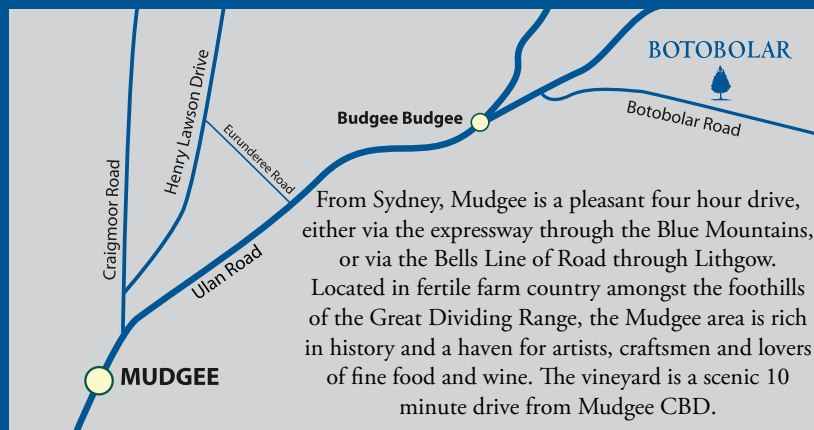 BOTOBOLAR
Henry Lawson Drive
Budgee Budgee
Botobolar Road
Eurunderee Road
Craigmoor Road
Ulan Road
MUDGEE
From Sydney, Mudgee is a pleasant four hour drive,
either via the expressway through the Blue Mountains,
or via the Bells Line of Road through Lithgow.
Located in fertile farm country amongst the foothills
of the Great Dividing Range, the Mudgee area is rich
in history and a haven for artists, craftsmen and lovers
of fine food and wine. The vineyard is a scenic 10
minute drive from Mudgee CBD.